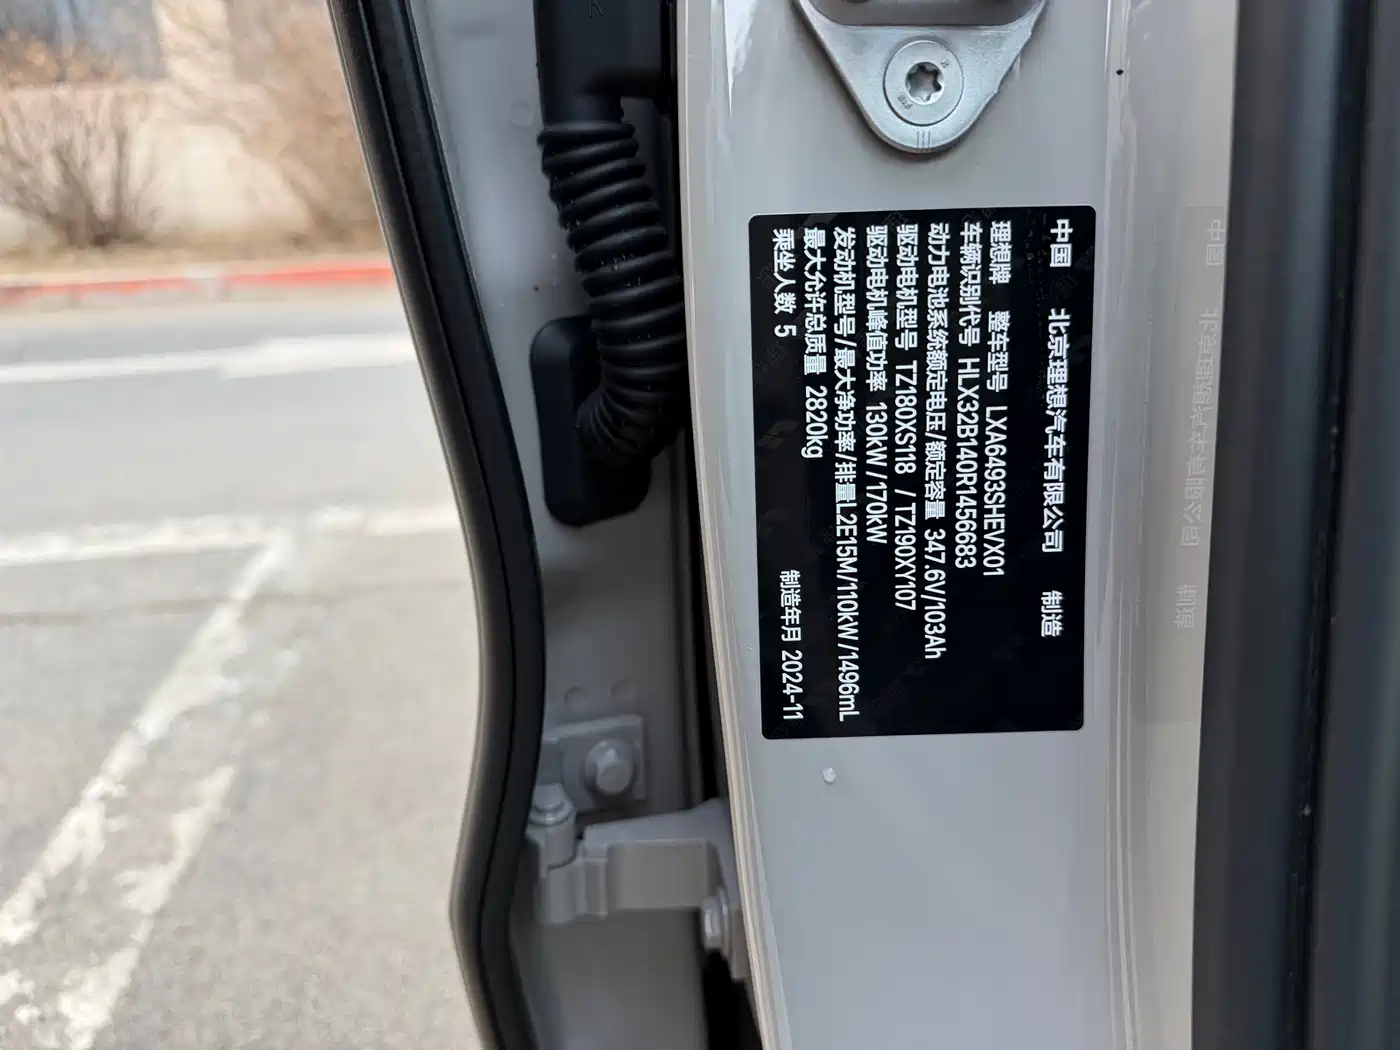 中国 北京理想汽车有限公司 制造
理想牌 整车型号 LXA6493SHEVX01
车辆识别代号 HLX32B140R1456683
动力电池系统额定电压/额定容量 347.6V/103Ah
驱动电机型号 TZ180XS118 / TZ190XY107
驱动电机峰值功率 130kW/170kW
发动机型号/最大净功率/排量L2E15M/110kW/1496mL
最大允许总质量 2820kg
乘坐人数 5 制造年月 2024-11